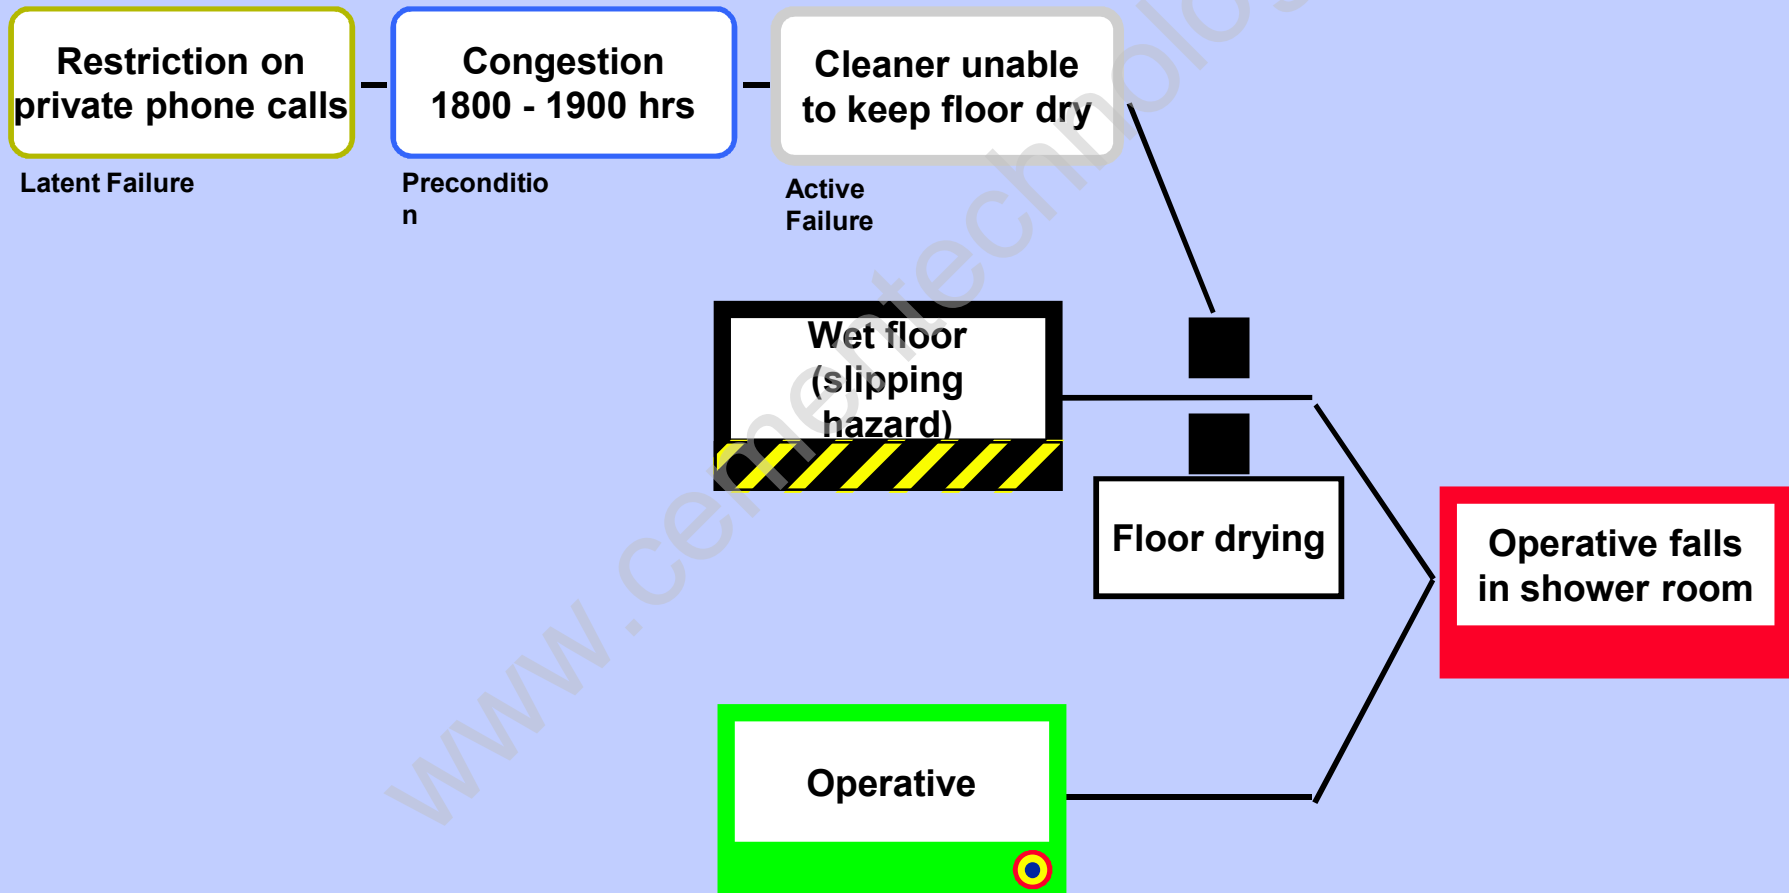 Restriction on
private phone calls
Congestion
1800 - 1900 hrs
Cleaner unable
to keep floor dry
Latent Failure
Preconditio
n
Active
Failure
Wet floor
(slipping
hazard)
Floor drying
Operative falls
in shower room
Operative
www.cementechnolo